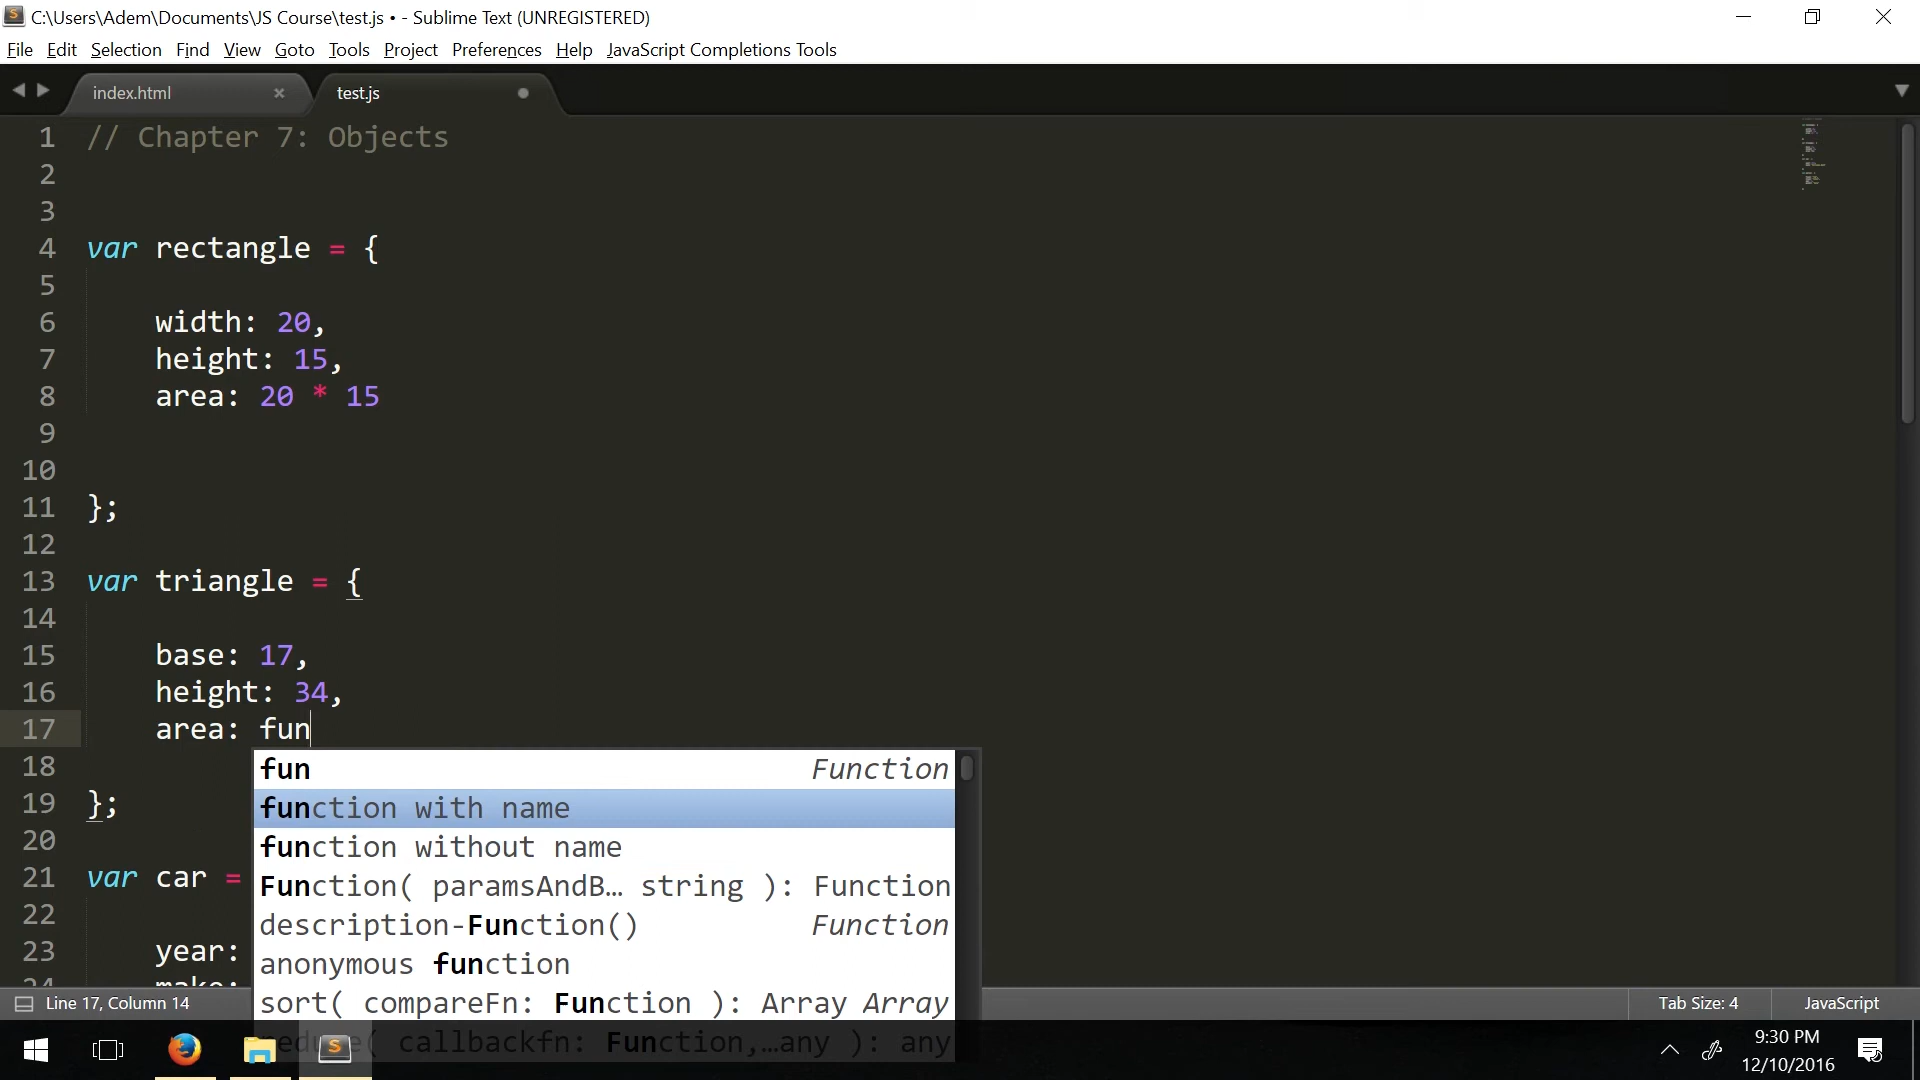 C:\Users\Adem\Documents\JS Course\test.js • - Sublime Text (UNREGISTERED)
File Edit Selection Find View Goto Tools Project Preferences Help JavaScript Completions Tools
index.html × test.js
1 // Chapter 7: Objects
2
3
4 var rectangle = {
5
6 width: 20,
7 height: 15,
8 area: 20 * 15
9
10
11 };
12
13 var triangle = {
14
15 base: 17,
16 height: 34,
17 area: fun
18 fun Function
function with name
19 };
20 function without name
21 var car =
Function( paramsAndB… string ): Function
22 description-Function() Function
23 year:
anonymous function
24 make:
sort( compareFn: Function ): Array Array
Line 17, Column 14
Tab Size: 4 JavaScript
callbackfn: Function,…any ): any
9:30 PM
12/10/2016